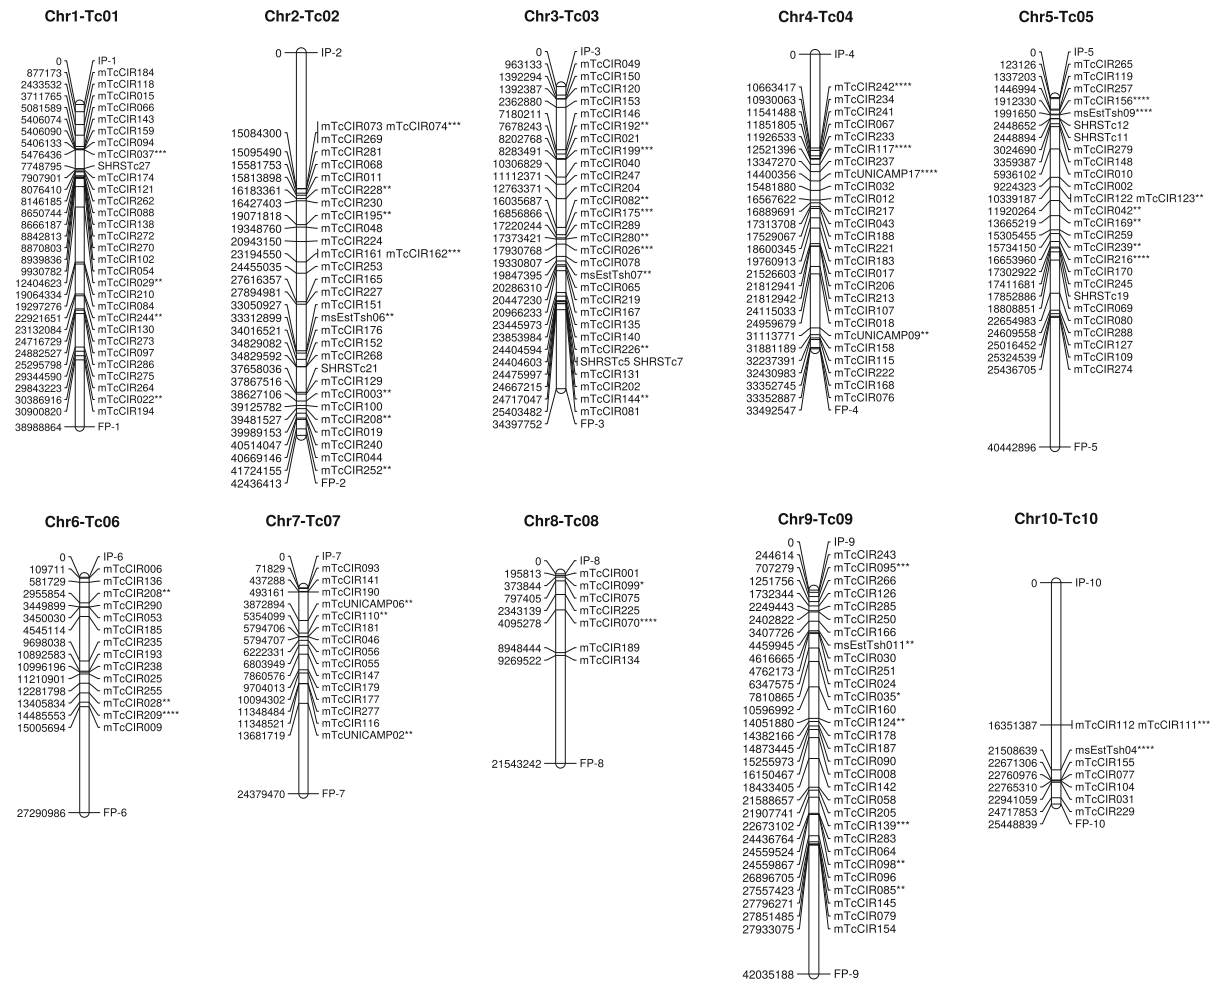 Chr1-Tc01
0 IP-1
877173 mTcCIR184
2433532 mTcCIR118
3711765 mTcCIR015
5081589 mTcCIR066
5406074 mTcCIR143
5406090 mTcCIR159
5406133 mTcCIR094
5476436 mTcCIR037***
7748795 SHRSTc27
7907901 mTcCIR174
8076410 mTcCIR121
8146185 mTcCIR262
8650744 mTcCIR088
8666187 mTcCIR138
8842813 mTcCIR272
8870803 mTcCIR270
8939836 mTcCIR102
9930782 mTcCIR054
12404623 mTcCIR029**
19064334 mTcCIR210
19297276 mTcCIR084
22921651 mTcCIR244**
23132084 mTcCIR130
24716729 mTcCIR273
24882527 mTcCIR097
25295798 mTcCIR286
29344590 mTcCIR275
29843223 mTcCIR264
30386916 mTcCIR022**
30900820 mTcCIR194
38988864 FP-1
Chr2-Tc02
0 IP-2
mTcCIR073 mTcCIR074***
15084300 mTcCIR269
15095490 mTcCIR281
15581753 mTcCIR068
15813898 mTcCIR011
16183361 mTcCIR228**
16427403 mTcCIR230
19071818 mTcCIR195**
19348760 mTcCIR048
20943150 mTcCIR224
23194550 mTcCIR161 mTcCIR162***
24455035 mTcCIR253
27616357 mTcCIR165
27894981 mTcCIR227
33050927 mTcCIR151
33312899 msEstTsh06**
34016521 mTcCIR176
34829082 mTcCIR152
34829592 mTcCIR268
37658036 SHRSTc21
37867516 mTcCIR129
38627106 mTcCIR003**
39125782 mTcCIR100
39481527 mTcCIR208**
39989153 mTcCIR019
40514047 mTcCIR240
40669146 mTcCIR044
41724155 mTcCIR252**
42436413 FP-2
Chr3-Tc03
0 IP-3
963133 mTcCIR049
1392294 mTcCIR150
1392387 mTcCIR120
2362880 mTcCIR153
7180211 mTcCIR146
7678243 mTcCIR192**
8202768 mTcCIR021
8283491 mTcCIR199***
10306829 mTcCIR040
11112371 mTcCIR247
12763371 mTcCIR204
16035687 mTcCIR082**
16856866 mTcCIR175***
17220244 mTcCIR289
17373421 mTcCIR280**
17930768 mTcCIR026***
19330807 mTcCIR078
19847395 msEstTsh07**
20286310 mTcCIR065
20447230 mTcCIR219
20966233 mTcCIR167
23445973 mTcCIR135
23853984 mTcCIR140
24404594 mTcCIR226**
24404603 SHRSTc5 SHRSTc7
24475997 mTcCIR131
24667215 mTcCIR202
24717047 mTcCIR144**
25403482 mTcCIR081
34397752 FP-3
Chr4-Tc04
0 IP-4
10663417 mTcCIR242****
10930063 mTcCIR234
11541488 mTcCIR241
11851805 mTcCIR067
11926533 mTcCIR233
12521396 mTcCIR117****
13347270 mTcCIR237
14400356 mTcUNICAMP17****
15481880 mTcCIR032
16567622 mTcCIR012
16889691 mTcCIR217
17313708 mTcCIR043
17529067 mTcCIR188
18600345 mTcCIR221
19760913 mTcCIR183
21526603 mTcCIR017
21812941 mTcCIR206
21812942 mTcCIR213
24115033 mTcCIR107
24959679 mTcCIR018
31113771 mTcUNICAMP09**
31881189 mTcCIR158
32237391 mTcCIR115
32430983 mTcCIR222
33352745 mTcCIR168
33352887 mTcCIR076
33492547 FP-4
Chr5-Tc05
0 IP-5
123126 mTcCIR265
1337203 mTcCIR119
1446994 mTcCIR257
1912330 mTcCIR156****
1991650 msEstTsh09****
2448652 SHRSTc12
2448894 SHRSTc11
3024690 mTcCIR279
3359387 mTcCIR148
5936102 mTcCIR010
9224323 mTcCIR002
10339187 mTcCIR122 mTcCIR123**
11920264 mTcCIR042**
13665219 mTcCIR169**
15305455 mTcCIR259
15734150 mTcCIR239**
16653960 mTcCIR216****
17302922 mTcCIR170
17411681 mTcCIR245
17852886 SHRSTc19
18808851 mTcCIR069
22654983 mTcCIR080
24609558 mTcCIR288
25016452 mTcCIR127
25324539 mTcCIR109
25436705 mTcCIR274
40442896 FP-5
Chr6-Tc06
0 IP-6
109711 mTcCIR006
581729 mTcCIR136
2955854 mTcCIR208**
3449899 mTcCIR290
3450030 mTcCIR053
4545114 mTcCIR185
9698038 mTcCIR235
10892583 mTcCIR193
10996196 mTcCIR238
11210901 mTcCIR025
12281798 mTcCIR255
13405834 mTcCIR028**
14485553 mTcCIR209****
15005694 mTcCIR009
27290986 FP-6
Chr7-Tc07
0 IP-7
71829 mTcCIR093
437288 mTcCIR141
493161 mTcCIR190
3872894 mTcUNICAMP06**
5354099 mTcCIR110**
5794706 mTcCIR181
5794707 mTcCIR046
6222331 mTcCIR056
6803949 mTcCIR055
7860576 mTcCIR147
9704013 mTcCIR179
10094302 mTcCIR177
11348484 mTcCIR277
11348521 mTcCIR116
13681719 mTcUNICAMP02**
24379470 FP-7
Chr8-Tc08
0 IP-8
195813 mTcCIR001
373844 mTcCIR099*
797405 mTcCIR075
2343139 mTcCIR225
4095278 mTcCIR070****
8948444 mTcCIR189
9269522 mTcCIR134
21543242 FP-8
Chr9-Tc09
0 IP-9
244614 mTcCIR243
707279 mTcCIR095***
1251756 mTcCIR266
1732344 mTcCIR126
2249443 mTcCIR285
2402822 mTcCIR250
3407726 mTcCIR166
4459945 msEstTsh011**
4616665 mTcCIR030
4762173 mTcCIR251
6347575 mTcCIR024
7810865 mTcCIR035*
10596992 mTcCIR160
14051880 mTcCIR124**
14382166 mTcCIR178
14873445 mTcCIR187
15255973 mTcCIR090
16150467 mTcCIR008
18433405 mTcCIR142
21588657 mTcCIR058
21907741 mTcCIR205
22673102 mTcCIR139***
24436764 mTcCIR283
24559524 mTcCIR064
24559867 mTcCIR098**
26896705 mTcCIR096
27557423 mTcCIR085**
27796271 mTcCIR145
27851485 mTcCIR079
27933075 mTcCIR154
42035188 FP-9
Chr10-Tc10
0 IP-10
16351387 mTcCIR112 mTcCIR111***
21508639 msEstTsh04****
22671306 mTcCIR155
22760976 mTcCIR077
22765310 mTcCIR104
22941059 mTcCIR031
24717853 mTcCIR229
25448839 FP-10